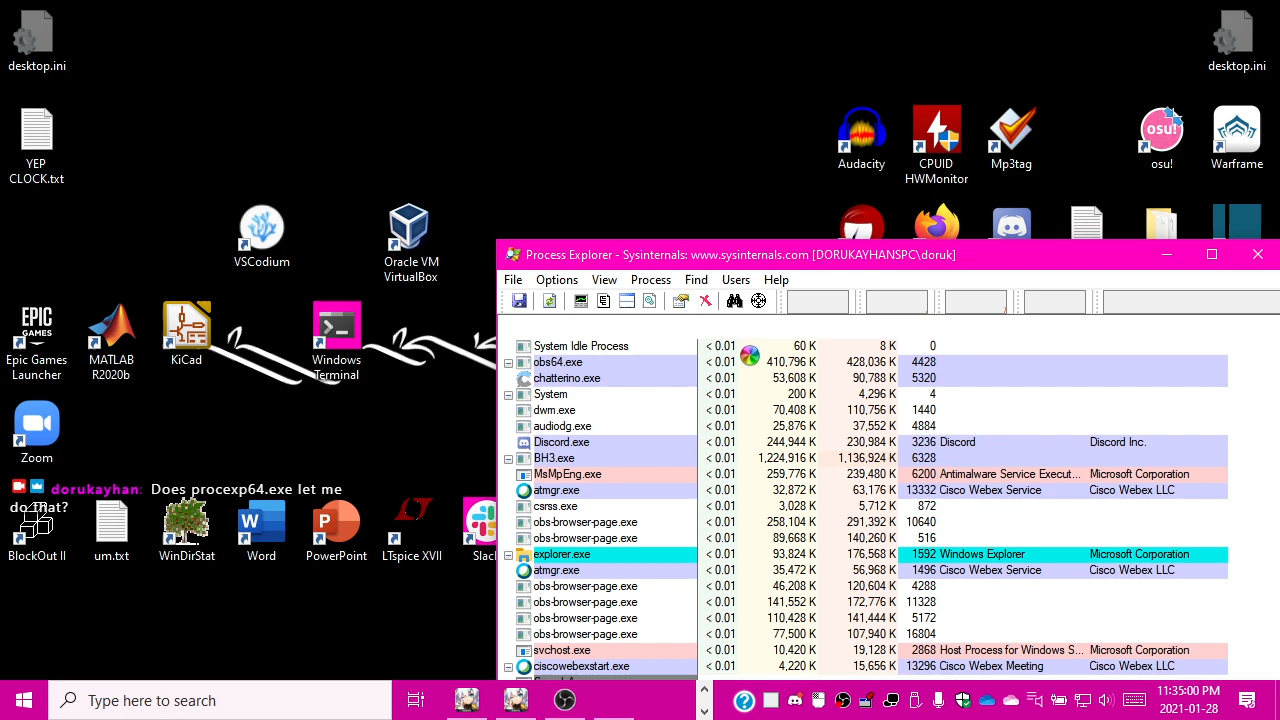 desktop.ini
desktop.ini
YEP
CLOCK.txt
Audacity
CPUID
HWMonitor
Mp3tag
osu!
osu!
Warframe
VSCodium
Oracle VM
VirtualBox
EPIC
GAMES
Epic Games
Launcher
MATLAB
R2020b
KiCad
Windows
Terminal
Zoom
dorukayhan: Does procexp64.exe let me
do that?
BlockOut II
um.txt
WinDirStat
Word
PowerPoint
LTspice XVII
Slac
Process Explorer - Sysinternals: www.sysinternals.com [DORUKAYHANSPC\doruk]
File Options View Process Find Users Help
System Idle Process < 0.01 60 K 8 K 0
obs64.exe < 0.01 410,796 K 428,036 K 4428
chatterino.exe < 0.01 53,608 K 90,788 K 5320
System < 0.01 200 K 4,296 K 4
dwm.exe < 0.01 70,408 K 110,756 K 1440
audiodg.exe < 0.01 25,876 K 37,552 K 4884
Discord.exe < 0.01 244,944 K 230,984 K 3236 Discord Discord Inc.
BH3.exe < 0.01 1,224,916 K 1,136,924 K 6328
MsMpEng.exe < 0.01 259,776 K 239,480 K 6200 Antimalware Service Execut... Microsoft Corporation
atmgr.exe < 0.01 32,872 K 63,176 K 13332 Cisco Webex Service Cisco Webex LLC
csrss.exe < 0.01 3,028 K 5,712 K 872
obs-browser-page.exe < 0.01 258,104 K 291,392 K 10640
obs-browser-page.exe < 0.01 89,668 K 140,260 K 516
explorer.exe < 0.01 93,824 K 176,568 K 1592 Windows Explorer Microsoft Corporation
atmgr.exe < 0.01 35,472 K 56,968 K 1496 Cisco Webex Service Cisco Webex LLC
obs-browser-page.exe < 0.01 46,208 K 120,604 K 4288
obs-browser-page.exe < 0.01 141,552 K 172,776 K 11328
obs-browser-page.exe < 0.01 110,428 K 141,444 K 5172
obs-browser-page.exe < 0.01 77,500 K 107,940 K 16804
svchost.exe < 0.01 10,420 K 19,128 K 2868 Host Process for Windows S... Microsoft Corporation
ciscowebexstart.exe < 0.01 4,220 K 15,656 K 13296 Cisco Webex Meeting Cisco Webex LLC
Type here to search
11:35:00 PM
2021-01-28